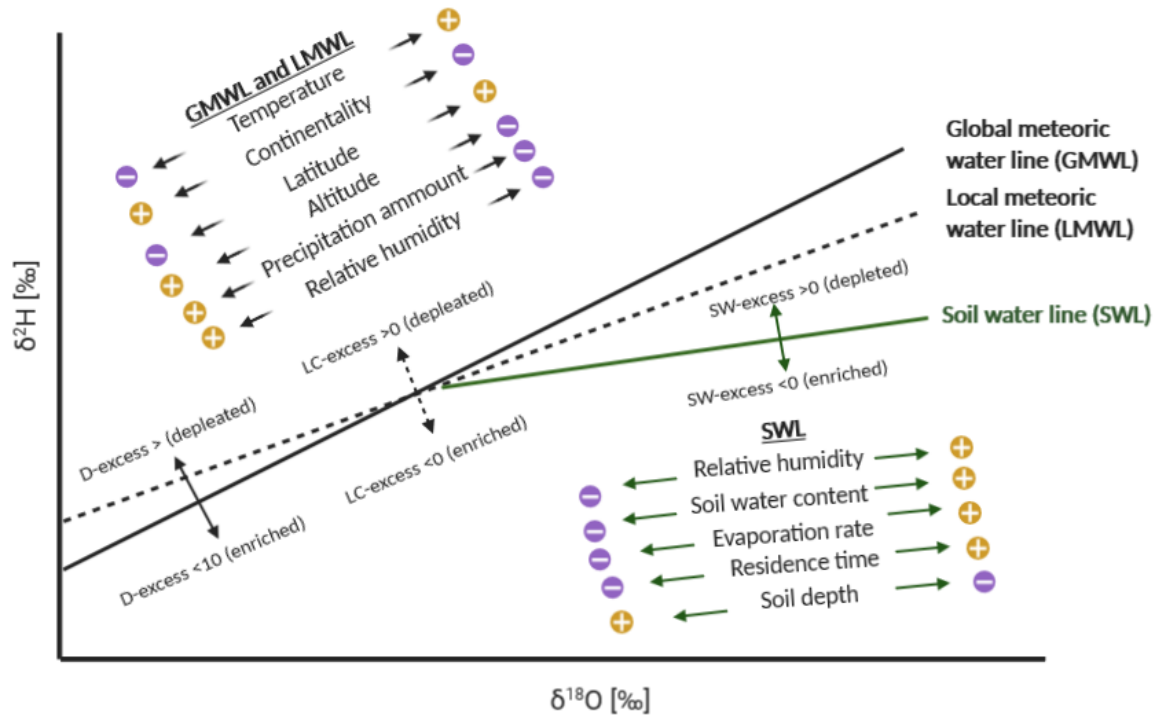 GMWL and LMWL
Temperature
Continentality
Latitude
Altitude
Precipitation ammount
Relative humidity
Global meteoric
water line (GMWL)
Local meteoric
water line (LMWL)
Soil water line (SWL)
δ²H [‰]
LC-excess >0 (depleated)
LC-excess <0 (enriched)
D-excess > (depleated)
D-excess <10 (enriched)
SW-excess >0 (depleted)
SW-excess <0 (enriched)
SWL
Relative humidity
Soil water content
Evaporation rate
Residence time
Soil depth
δ¹⁸O [‰]